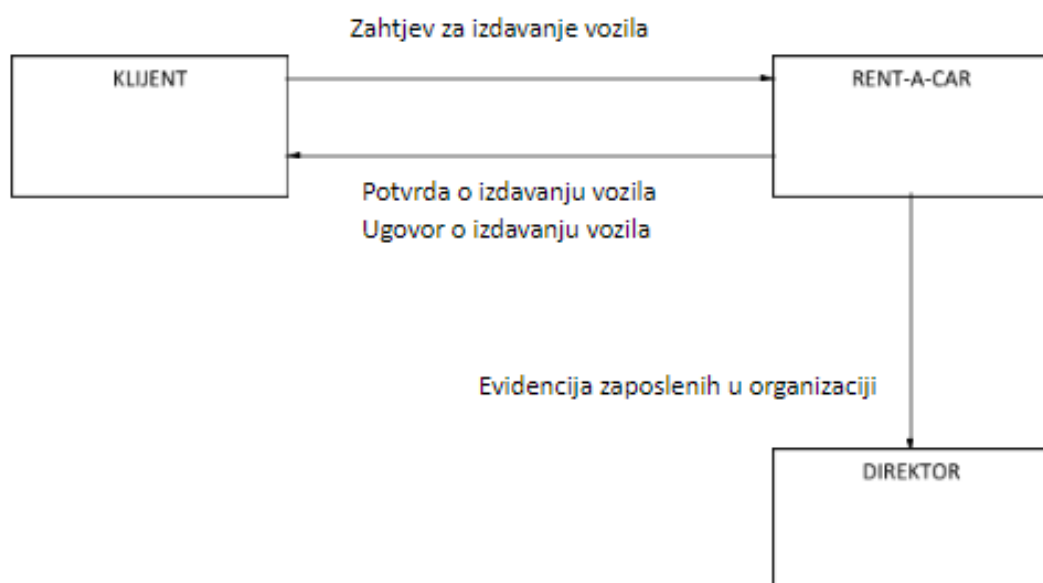 Zahtjev za izdavanje vozila
KLIJENT
RENT-A-CAR
Potvrda o izdavanju vozila
Ugovor o izdavanju vozila
Evidencija zaposlenih u organizaciji
DIREKTOR